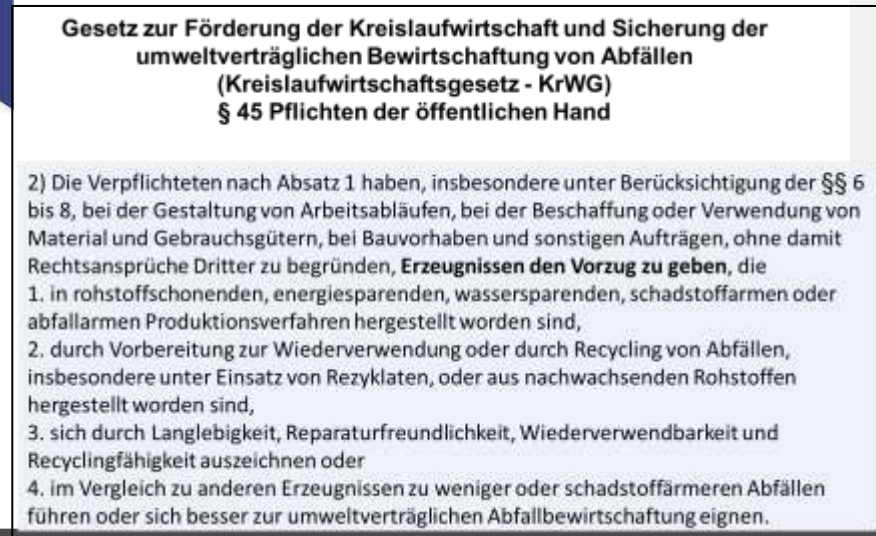 Gesetz zur Förderung der Kreislaufwirtschaft und Sicherung der
umweltverträglichen Bewirtschaftung von Abfällen
(Kreislaufwirtschaftsgesetz - KrWG)
§ 45 Pflichten der öffentlichen Hand
2) Die Verpflichteten nach Absatz 1 haben, insbesondere unter Berücksichtigung der §§ 6
bis 8, bei der Gestaltung von Arbeitsabläufen, bei der Beschaffung oder Verwendung von
Material und Gebrauchsgütern, bei Bauvorhaben und sonstigen Aufträgen, ohne damit
Rechtsansprüche Dritter zu begründen, Erzeugnissen den Vorzug zu geben, die
1. in rohstoffschonenden, energiesparenden, wassersparenden, schadstoffarmen oder
abfallarmen Produktionsverfahren hergestellt worden sind,
2. durch Vorbereitung zur Wiederverwendung oder durch Recycling von Abfällen,
insbesondere unter Einsatz von Rezyklaten, oder aus nachwachsenden Rohstoffen
hergestellt worden sind,
3. sich durch Langlebigkeit, Reparaturfreundlichkeit, Wiederverwendbarkeit und
Recyclingfähigkeit auszeichnen oder
4. im Vergleich zu anderen Erzeugnissen zu weniger oder schadstoffärmeren Abfällen
führen oder sich besser zur umweltverträglichen Abfallbewirtschaftung eignen.